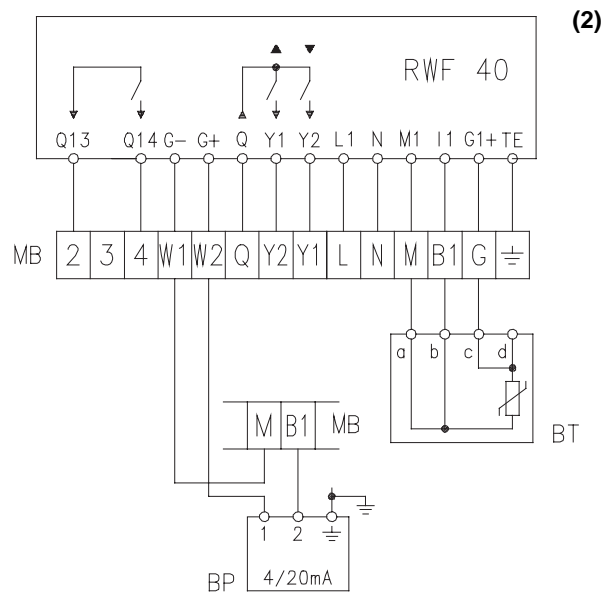 (2)
RWF 40
Q13 Q14 G- G+ Q Y1 Y2 L1 N M1 I1 G1+ TE
MB 2 3 4 W1 W2 Q Y2 Y1 L N M B1 G
a b c d
M B1 MB
BT
1 2
BP 4/20mA